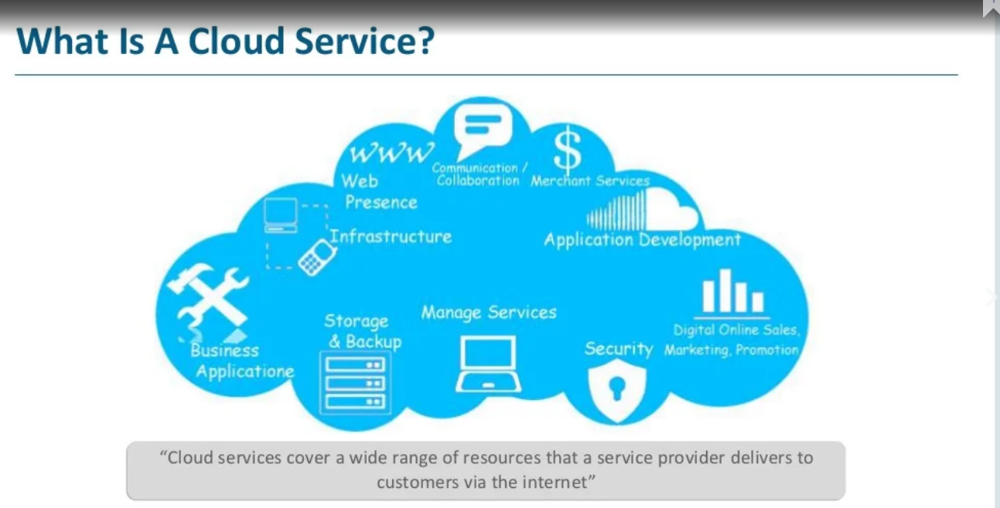 What Is A Cloud Service?
www
Communication /
Collaboration
$
Merchant Services
Web
Presence
Infrastructure
Application Development
Business
Applicatione
Storage
& Backup
Manage Services
Security
Digital Online Sales,
Marketing, Promotion
“Cloud services cover a wide range of resources that a service provider delivers to
customers via the internet”